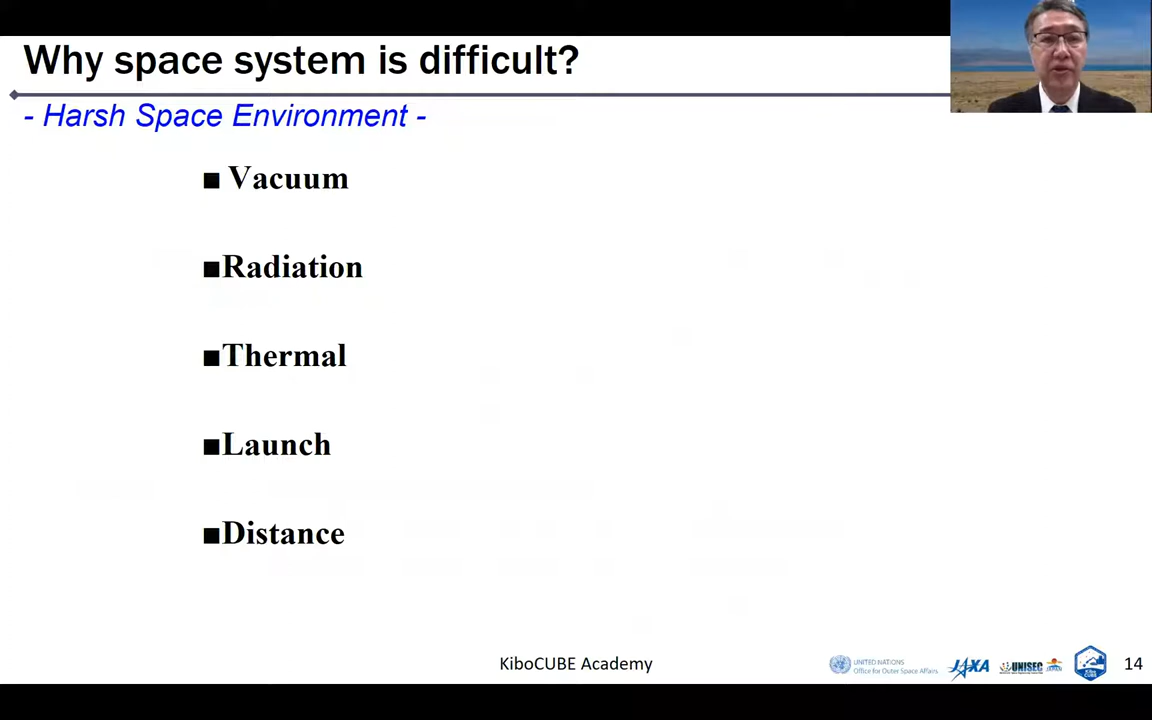 Why space system is difficult?
- Harsh Space Environment -
■ Vacuum
■Radiation
■Thermal
■Launch
■Distance
KiboCUBE Academy
UNITED NATIONS
Office for Outer Space Affairs
JAXA
UNISEC
14